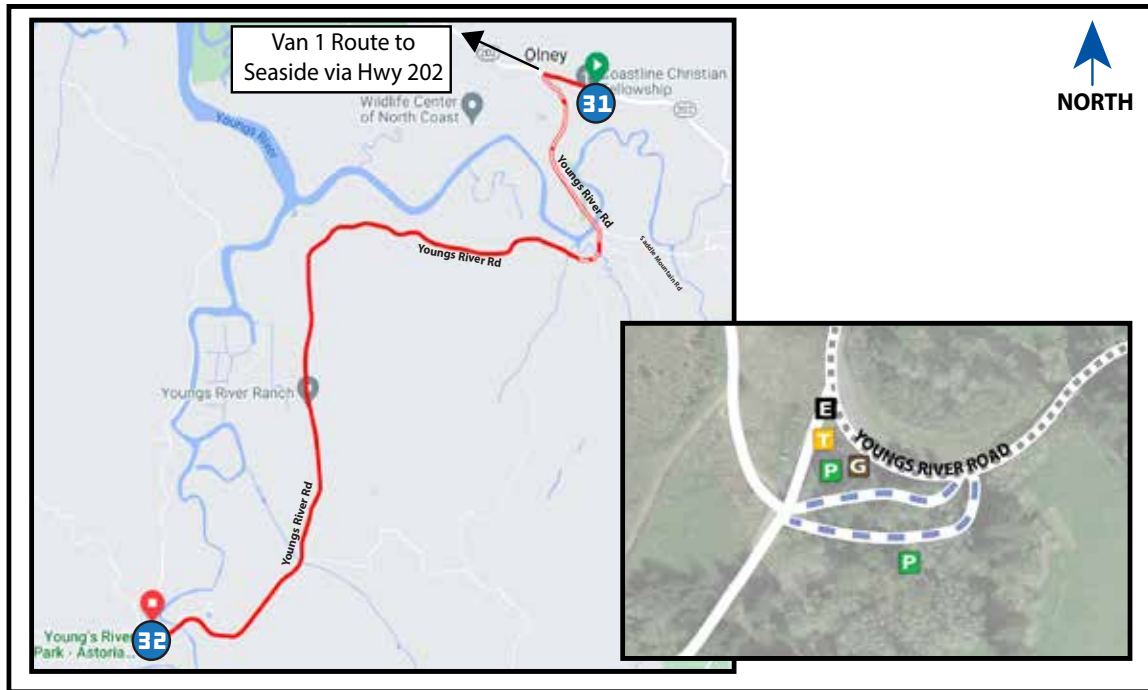 Van 1 Route to
Seaside via Hwy 202
202
Olney
Coastline Christian
Fellowship
31
202
Wildlife Center
of North Coast
Youngs River
Youngs River Rd
Youngs River Rd
Saddle Mountain Rd
Youngs River Ranch
Youngs River Rd
Young's River
Park - Astoria...
32
NORTH
E
T
P
G
YOUNGS RIVER ROAD
P